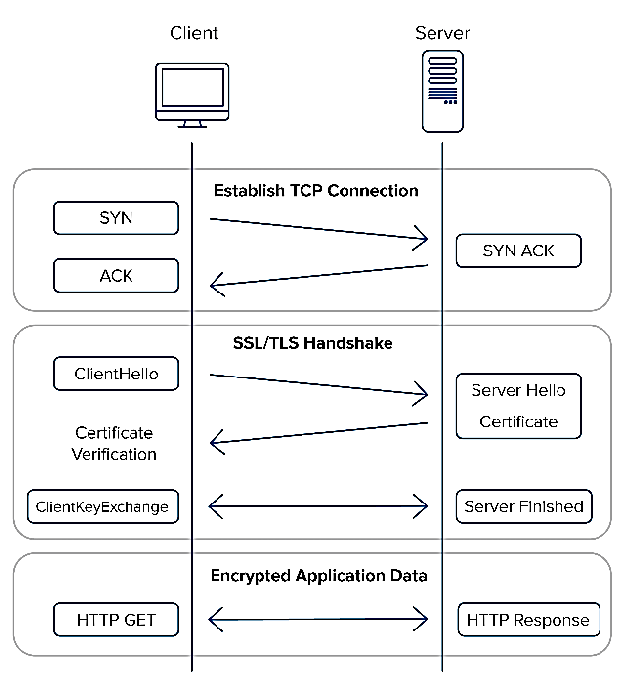 Client
Server
Establish TCP Connection
SYN
SYN ACK
ACK
SSL/TLS Handshake
ClientHello
Server Hello
Certificate
Certificate
Verification
ClientKeyExchange
Server Finished
Encrypted Application Data
HTTP GET
HTTP Response